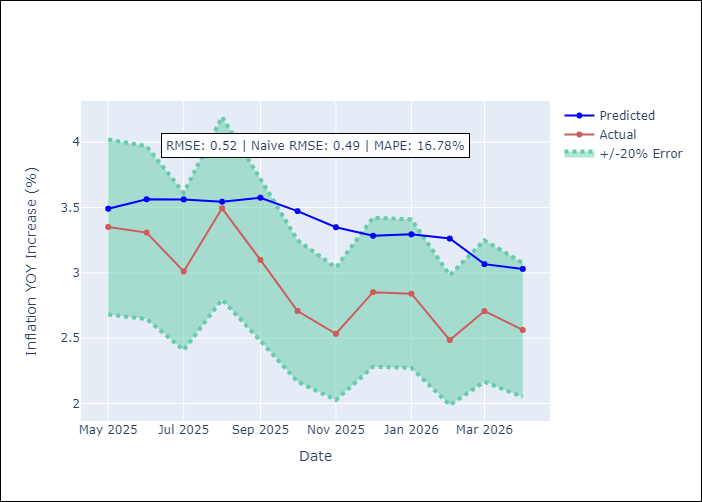 RMSE: 0.52 | Naive RMSE: 0.49 | MAPE: 16.78%
Predicted
Actual
+/-20% Error
4
3.5
3
2.5
2
Inflation YOY Increase (%)
May 2025
Jul 2025
Sep 2025
Nov 2025
Jan 2026
Mar 2026
Date